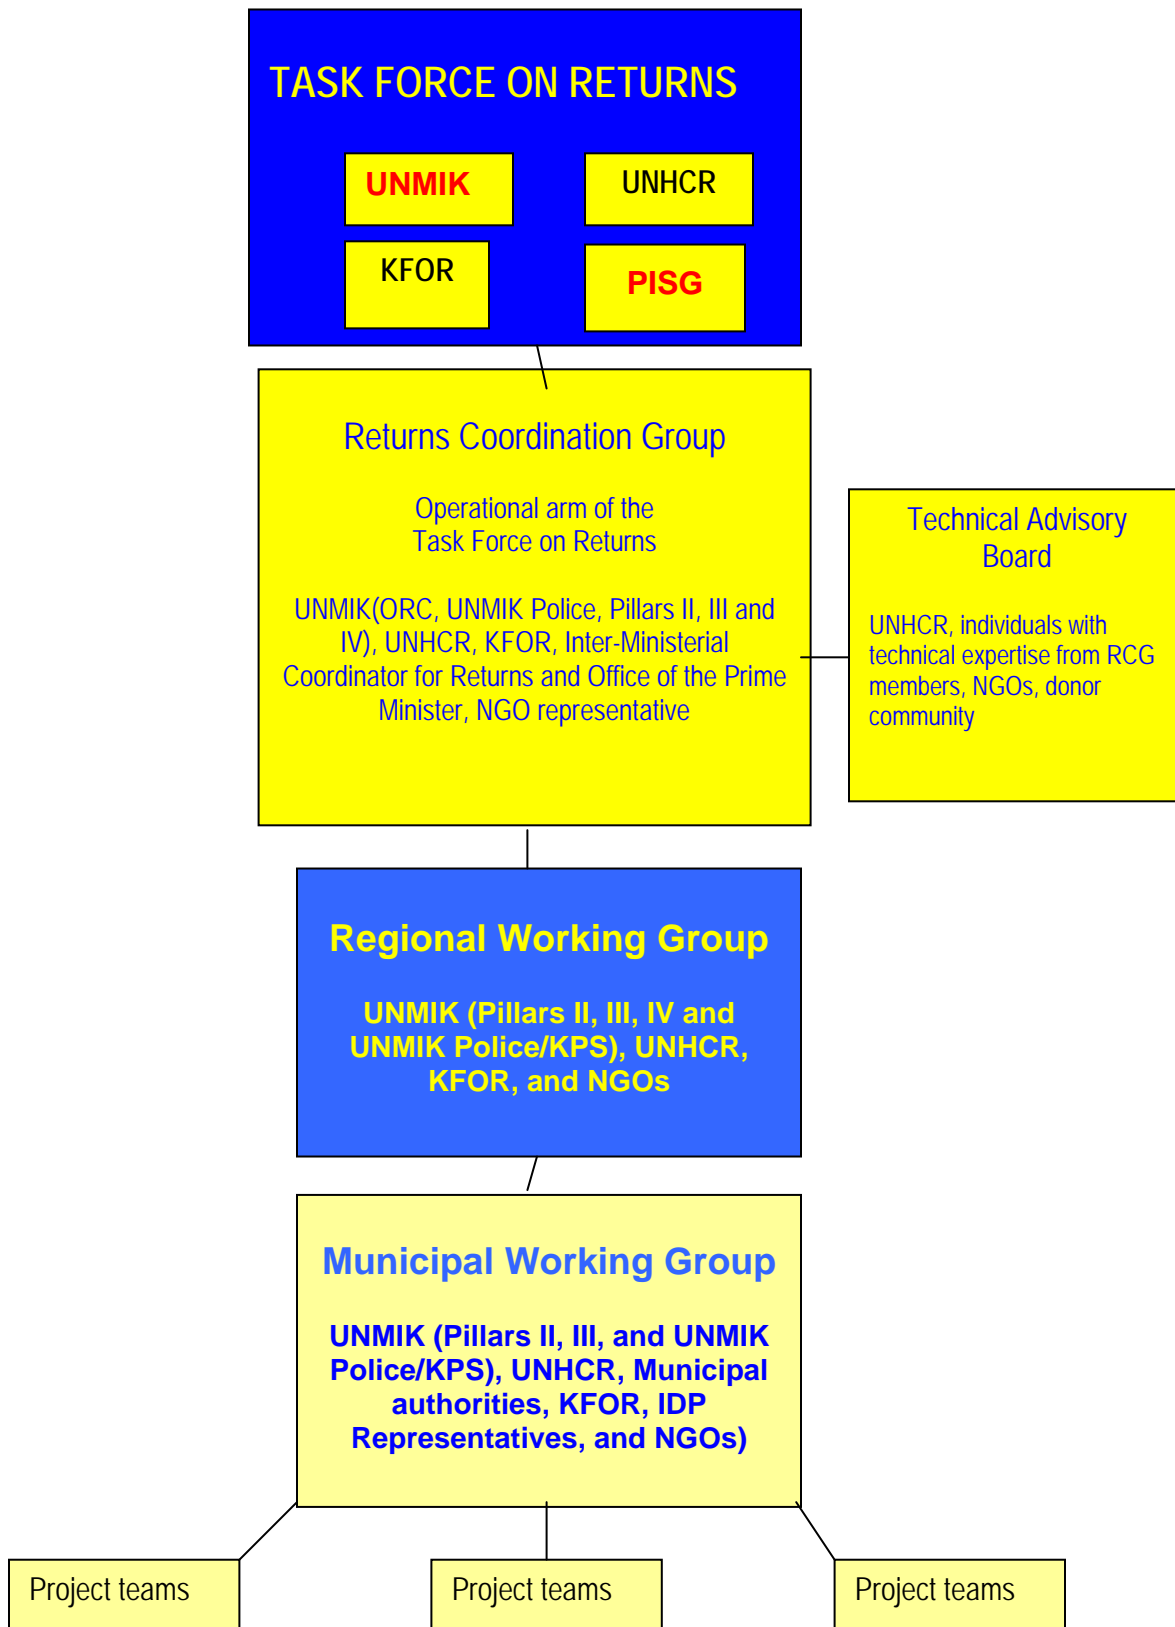 TASK FORCE ON RETURNS
UNMIK
UNHCR
KFOR
PISG
Returns Coordination Group
Operational arm of the
Task Force on Returns
UNMIK(ORC, UNMIK Police, Pillars II, III and
IV), UNHCR, KFOR, Inter-Ministerial
Coordinator for Returns and Office of the Prime
Minister, NGO representative
Technical Advisory
Board
UNHCR, individuals with
technical expertise from RCG
members, NGOs, donor
community
Regional Working Group
UNMIK (Pillars II, III, IV and
UNMIK Police/KPS), UNHCR,
KFOR, and NGOs
Municipal Working Group
UNMIK (Pillars II, III, and UNMIK
Police/KPS), UNHCR, Municipal
authorities, KFOR, IDP
Representatives, and NGOs)
Project teams
Project teams
Project teams